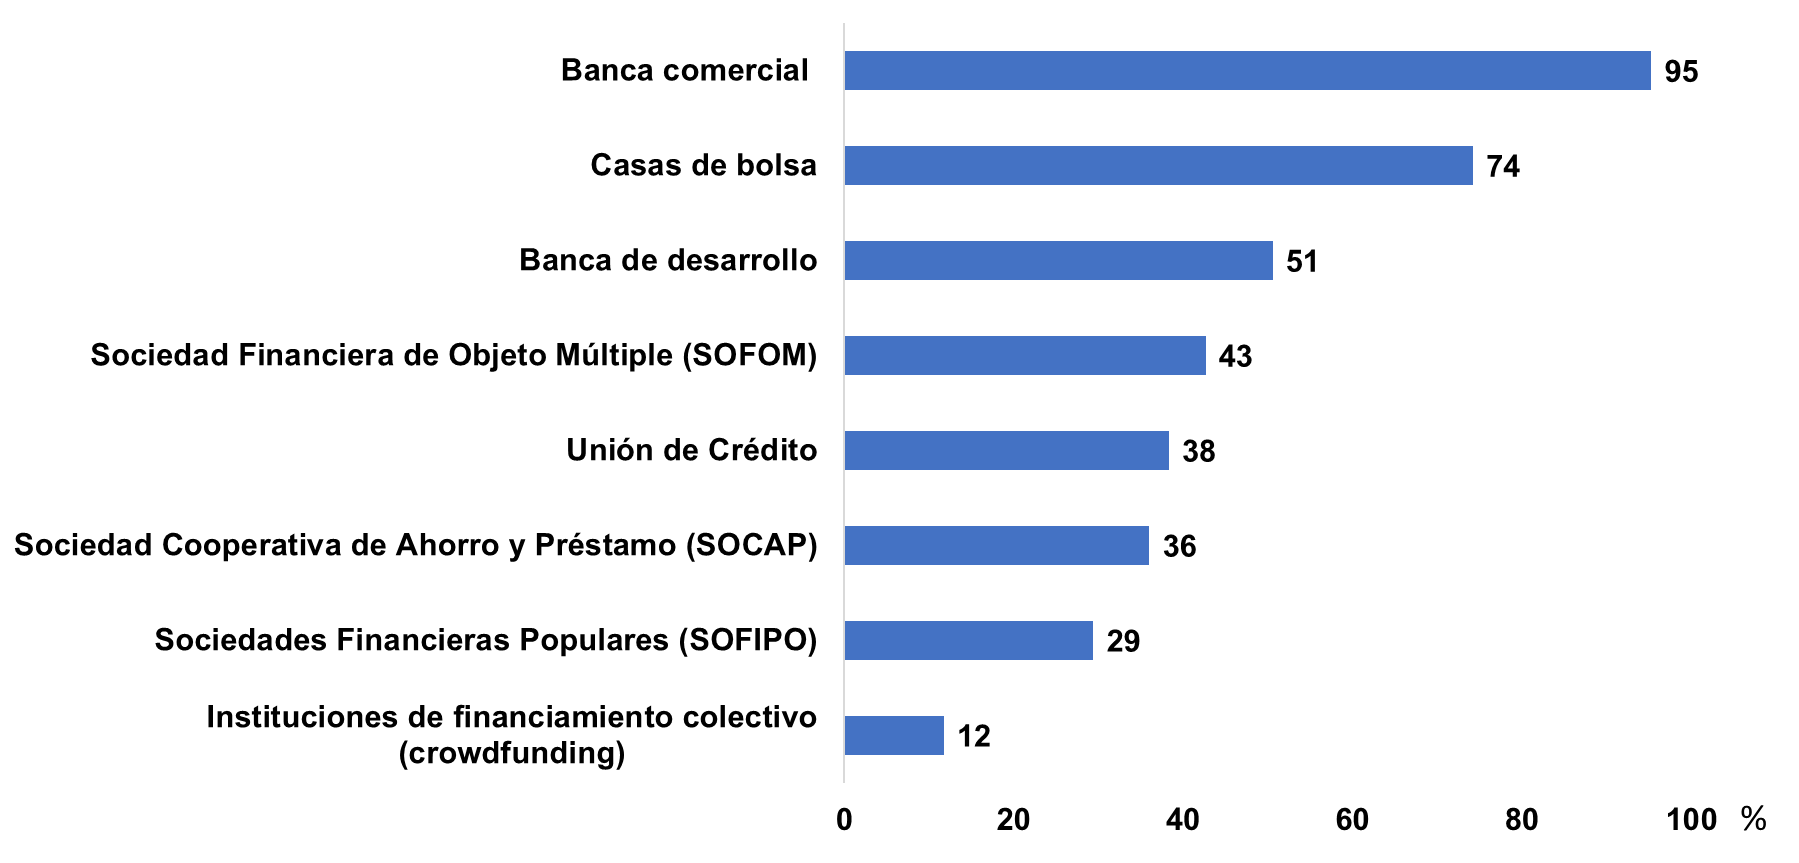 Banca comercial 95
Casas de bolsa 74
Banca de desarrollo 51
Sociedad Financiera de Objeto Múltiple (SOFOM) 43
Unión de Crédito 38
Sociedad Cooperativa de Ahorro y Préstamo (SOCAP) 36
Sociedades Financieras Populares (SOFIPO) 29
Instituciones de financiamiento colectivo
(crowdfunding) 12
0 20 40 60 80 100 %